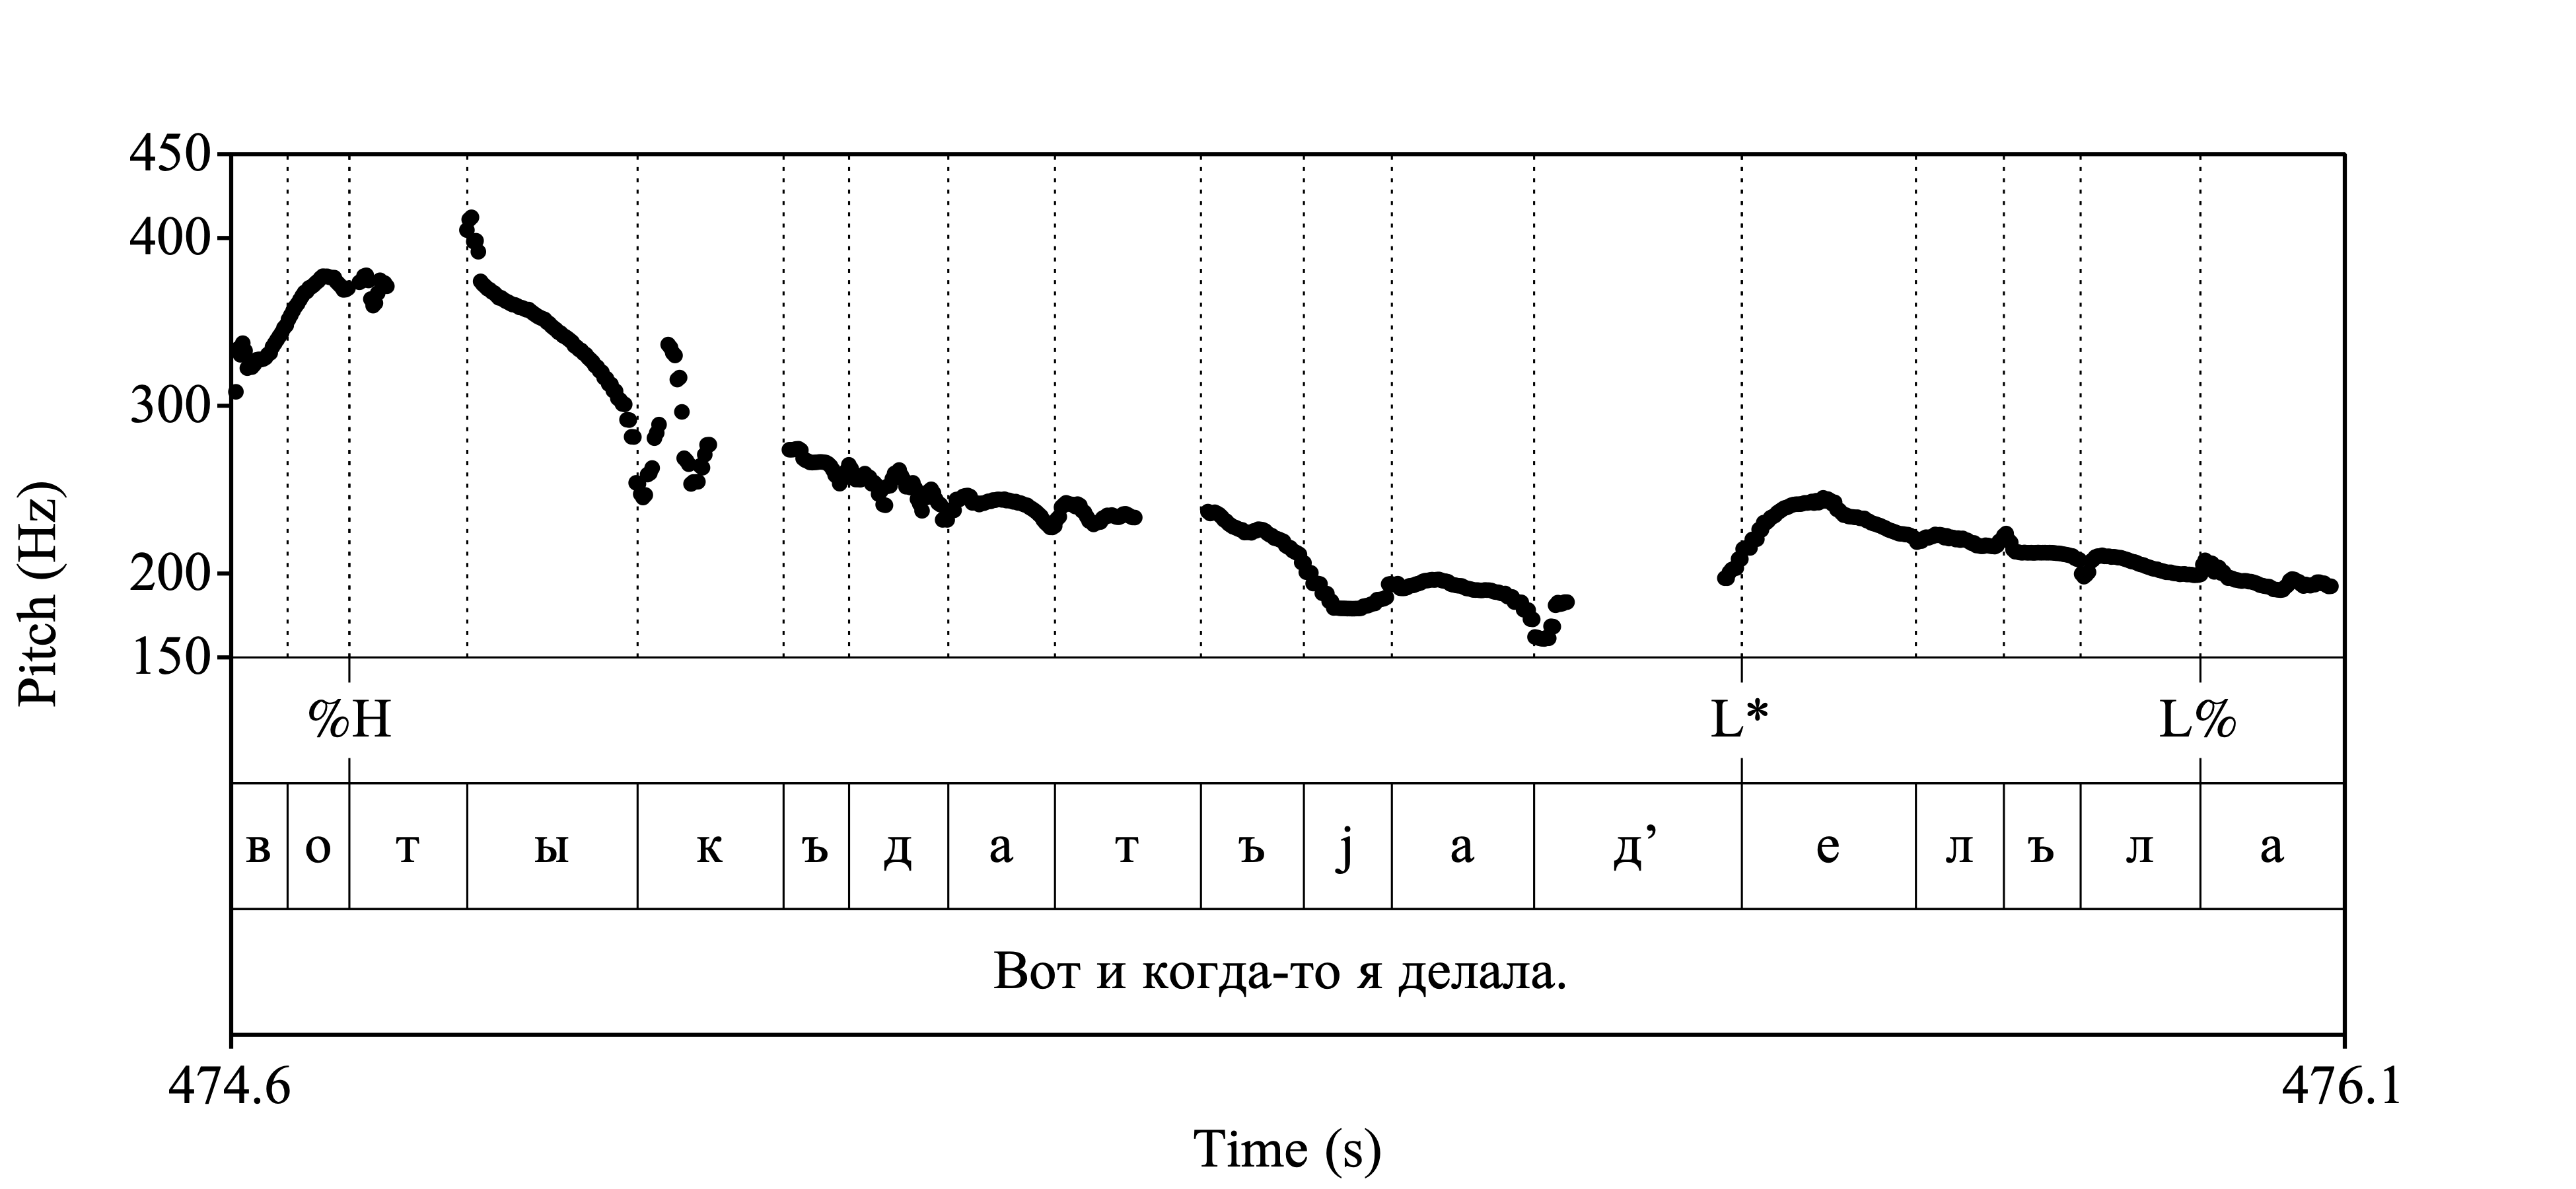 450
400
300
200
150
Pitch (Hz)
%H L* L%
в о т ы к ъ д а т ъ j а д’ е л ъ л а
Вот и когда-то я делала.
474.6 476.1
Time (s)